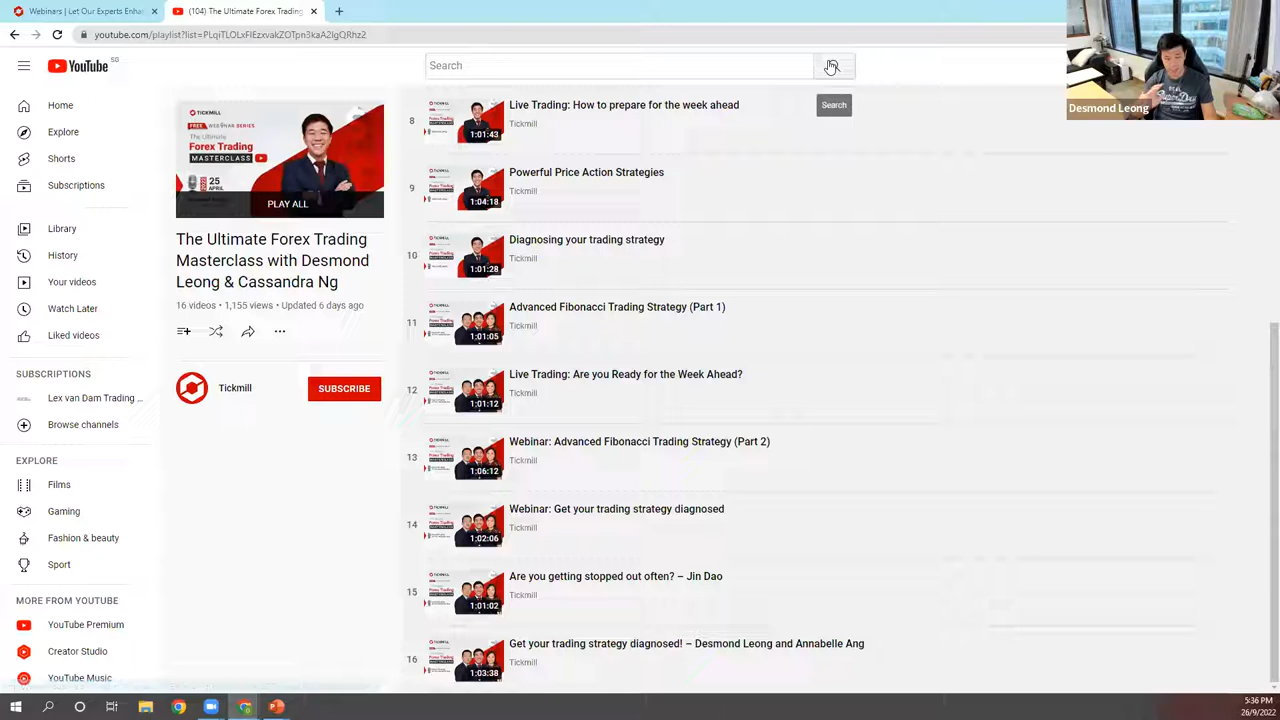 Webinars | Let Our Experts Enha
(104) The Ultimate Forex Trading
youtube.com/playlist?list=PLqiTLOLxFlEzxvakZOTpn3kaA2lgQRhz2
YouTube SG
Search
Search
Desmond Leong
Home
Explore
Shorts
Subscriptions
Library
History
Your videos
Watch Later
Liked videos
SUBSCRIPTIONS
Lex van Dam Trading ...
Browse channels
EXPLORE
Films
Gaming
Fashion & beauty
Sport
MORE FROM YOUTUBE
YouTube Premium
Creator Studio
YouTube Music
TICKMILL
FREE WEBINAR SERIES
The Ultimate
Forex Trading
MASTERCLASS
25
APRIL
PLAY ALL
The Ultimate Forex Trading
Masterclass with Desmond
Leong & Cassandra Ng
16 videos • 1,155 views • Updated 6 days ago
Tickmill
SUBSCRIBE
8
1:01:43
Live Trading: How to prepare for the week ahead
Tickmill
9
1:04:18
Powerful Price Action Strategies
Tickmill
10
1:01:28
Diagnosing your trading strategy
Tickmill
11
1:01:05
Advanced Fibonacci Trading Strategy (Part 1)
Tickmill
12
1:01:12
Live Trading: Are you Ready for the Week Ahead?
Tickmill
13
1:06:12
Webinar: Advanced Fibonacci Trading Strategy (Part 2)
Tickmill
14
1:02:06
Webinar: Get your trading strategy diagnosed
Tickmill
15
1:01:02
Are you getting stopped out often? – Jin Dao
Tickmill
16
1:03:38
Get your trading strategy diagnosed! – Desmond Leong and Annabelle An
Tickmill
5:36 PM
26/9/2022